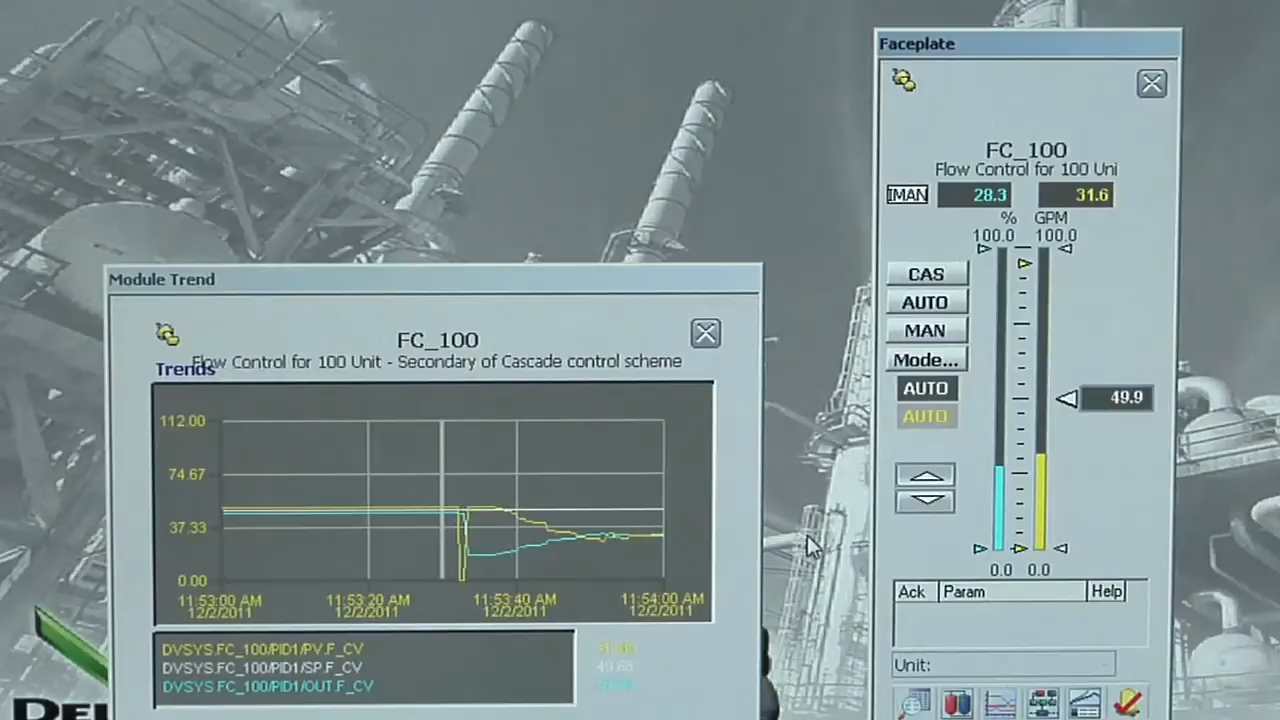 Faceplate
FC_100
Flow Control for 100 Uni
IMAN 28.3 31.6
% GPM
100.0 100.0
CAS
AUTO
MAN
Mode...
AUTO
AUTO
49.9
0.0 0.0
Ack Param Help
Unit:
Module Trend
FC_100
Flow Control for 100 Unit - Secondary of Cascade control scheme
Trends
112.00
74.67
37.33
0.00
11:53:00 AM 11:53:20 AM 11:53:40 AM 11:54:00 AM
12/2/2011 12/2/2011 12/2/2011 12/2/2011
DVSYS.FC_100/PID1/PV.F_CV
DVSYS.FC_100/PID1/SP.F_CV
DVSYS.FC_100/PID1/OUT.F_CV